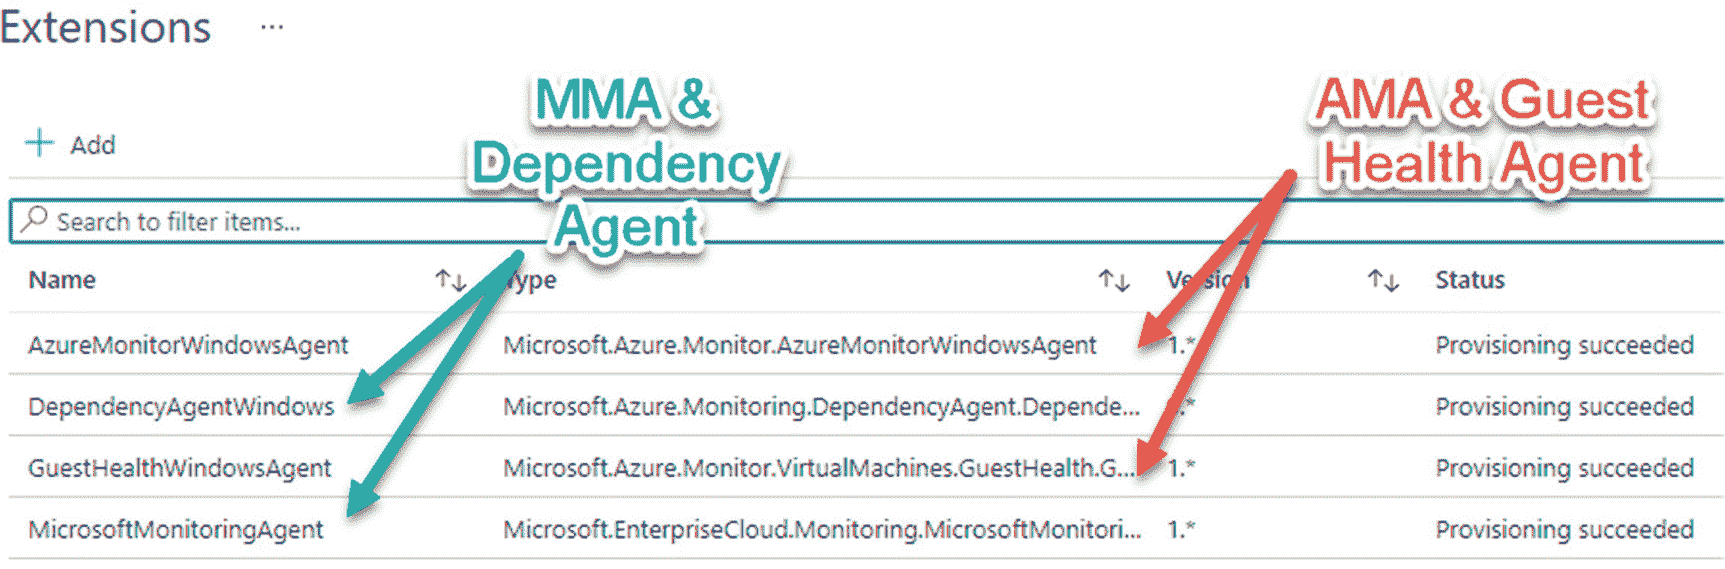 Extensions ...
MMA &
Dependency
Agent
AMA & Guest
Health Agent
+ Add
Search to filter items...
Name ↑↓ Type ↑↓ Version ↑↓ Status
AzureMonitorWindowsAgent Microsoft.Azure.Monitor.AzureMonitorWindowsAgent 1.* Provisioning succeeded
DependencyAgentWindows Microsoft.Azure.Monitoring.DependencyAgent.Depende... .* Provisioning succeeded
GuestHealthWindowsAgent Microsoft.Azure.Monitor.VirtualMachines.GuestHealth.G... 1.* Provisioning succeeded
MicrosoftMonitoringAgent Microsoft.EnterpriseCloud.Monitoring.MicrosoftMonitori... 1.* Provisioning succeeded